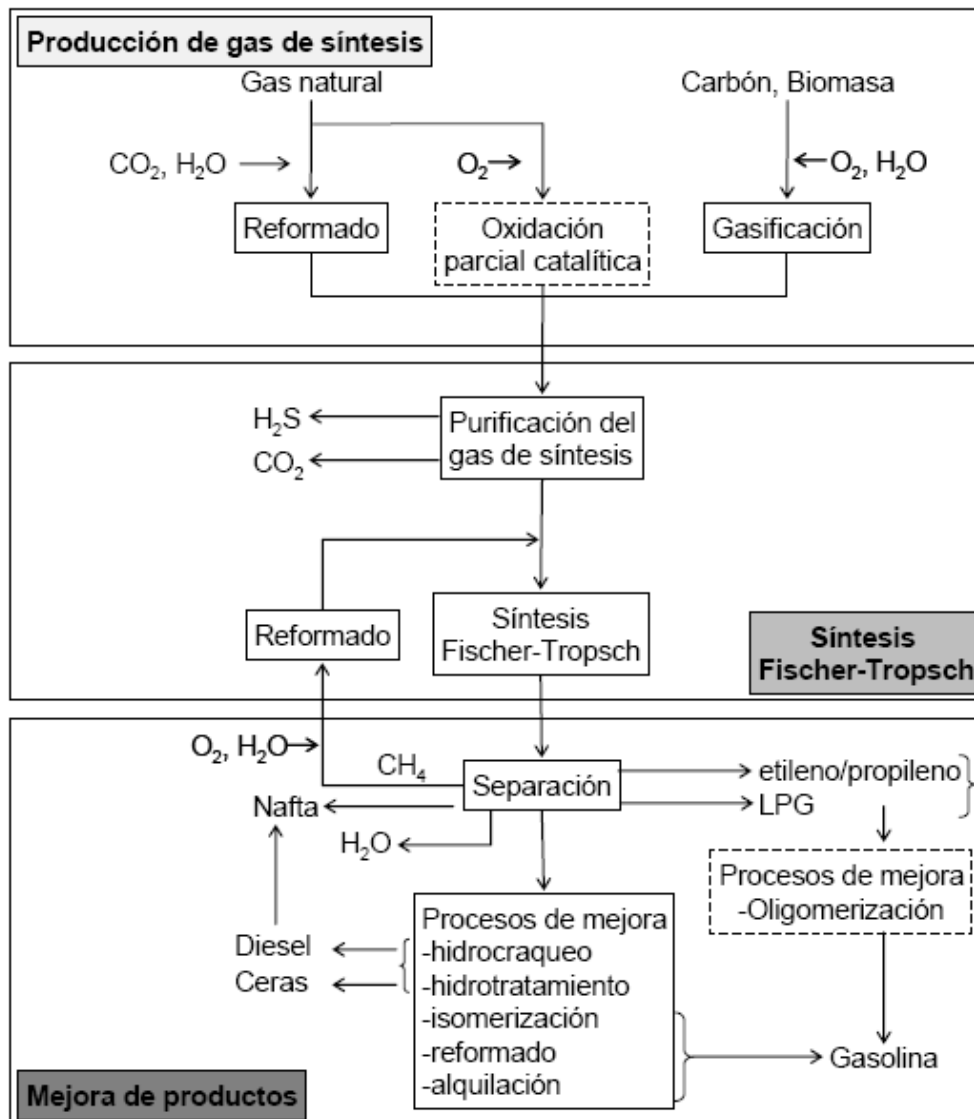 Producción de gas de síntesis
Gas natural
Carbón, Biomasa
CO₂, H₂O
O₂
O₂, H₂O
Reformado
Oxidación
parcial catalítica
Gasificación
H₂S
CO₂
Purificación del
gas de síntesis
Reformado
Síntesis
Fischer-Tropsch
Síntesis
Fischer-Tropsch
O₂, H₂O
CH₄
Separación
etileno/propileno
LPG
Nafta
H₂O
Procesos de mejora
-Oligomerización
Procesos de mejora
-hidrocraqueo
-hidrotratamiento
-isomerización
-reformado
-alquilación
Diesel
Ceras
Gasolina
Mejora de productos